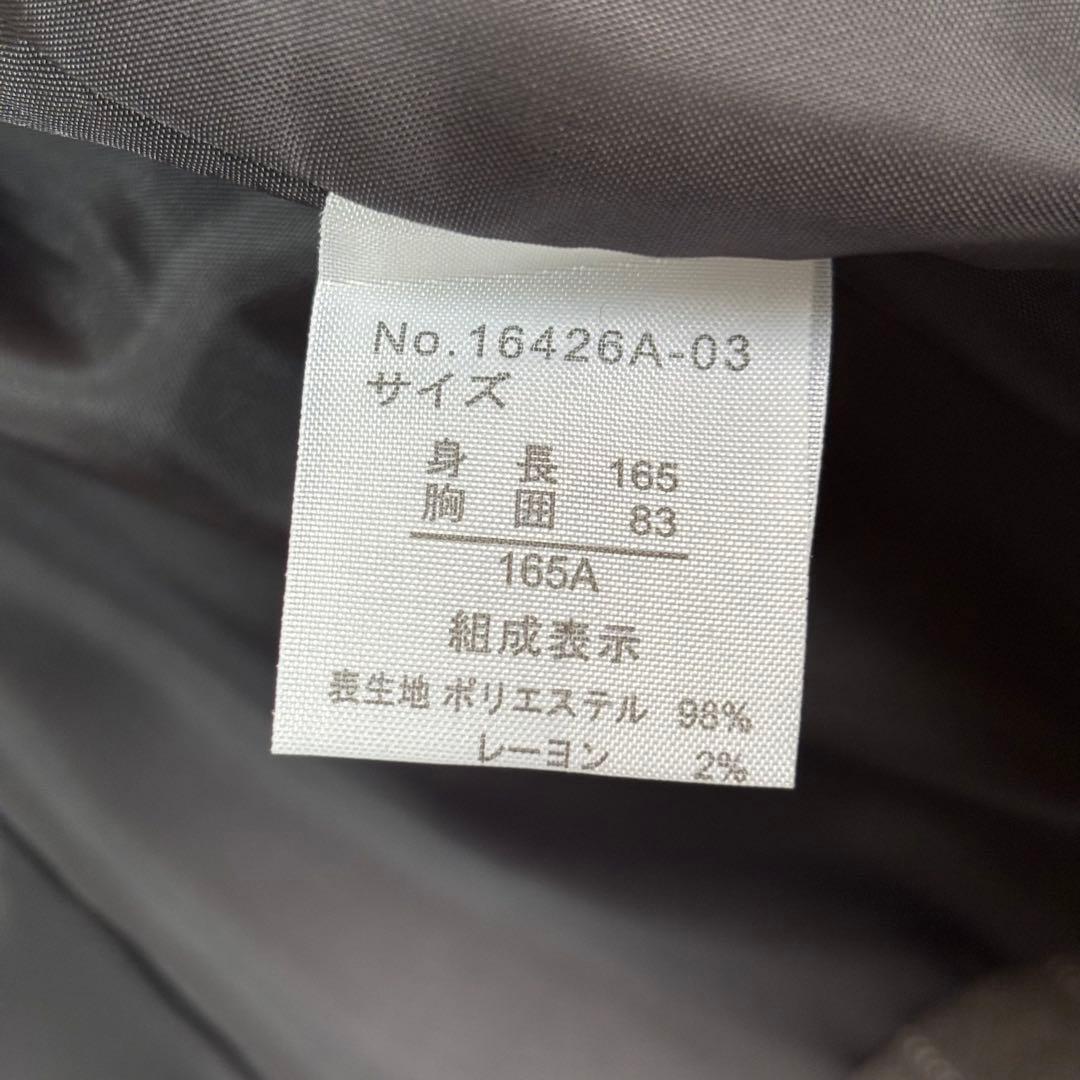 No.16426A-03
サイズ
身 長 165
胸 囲 83
165A
組成表示
表生地 ポリエステル 98%
レーヨン 2%